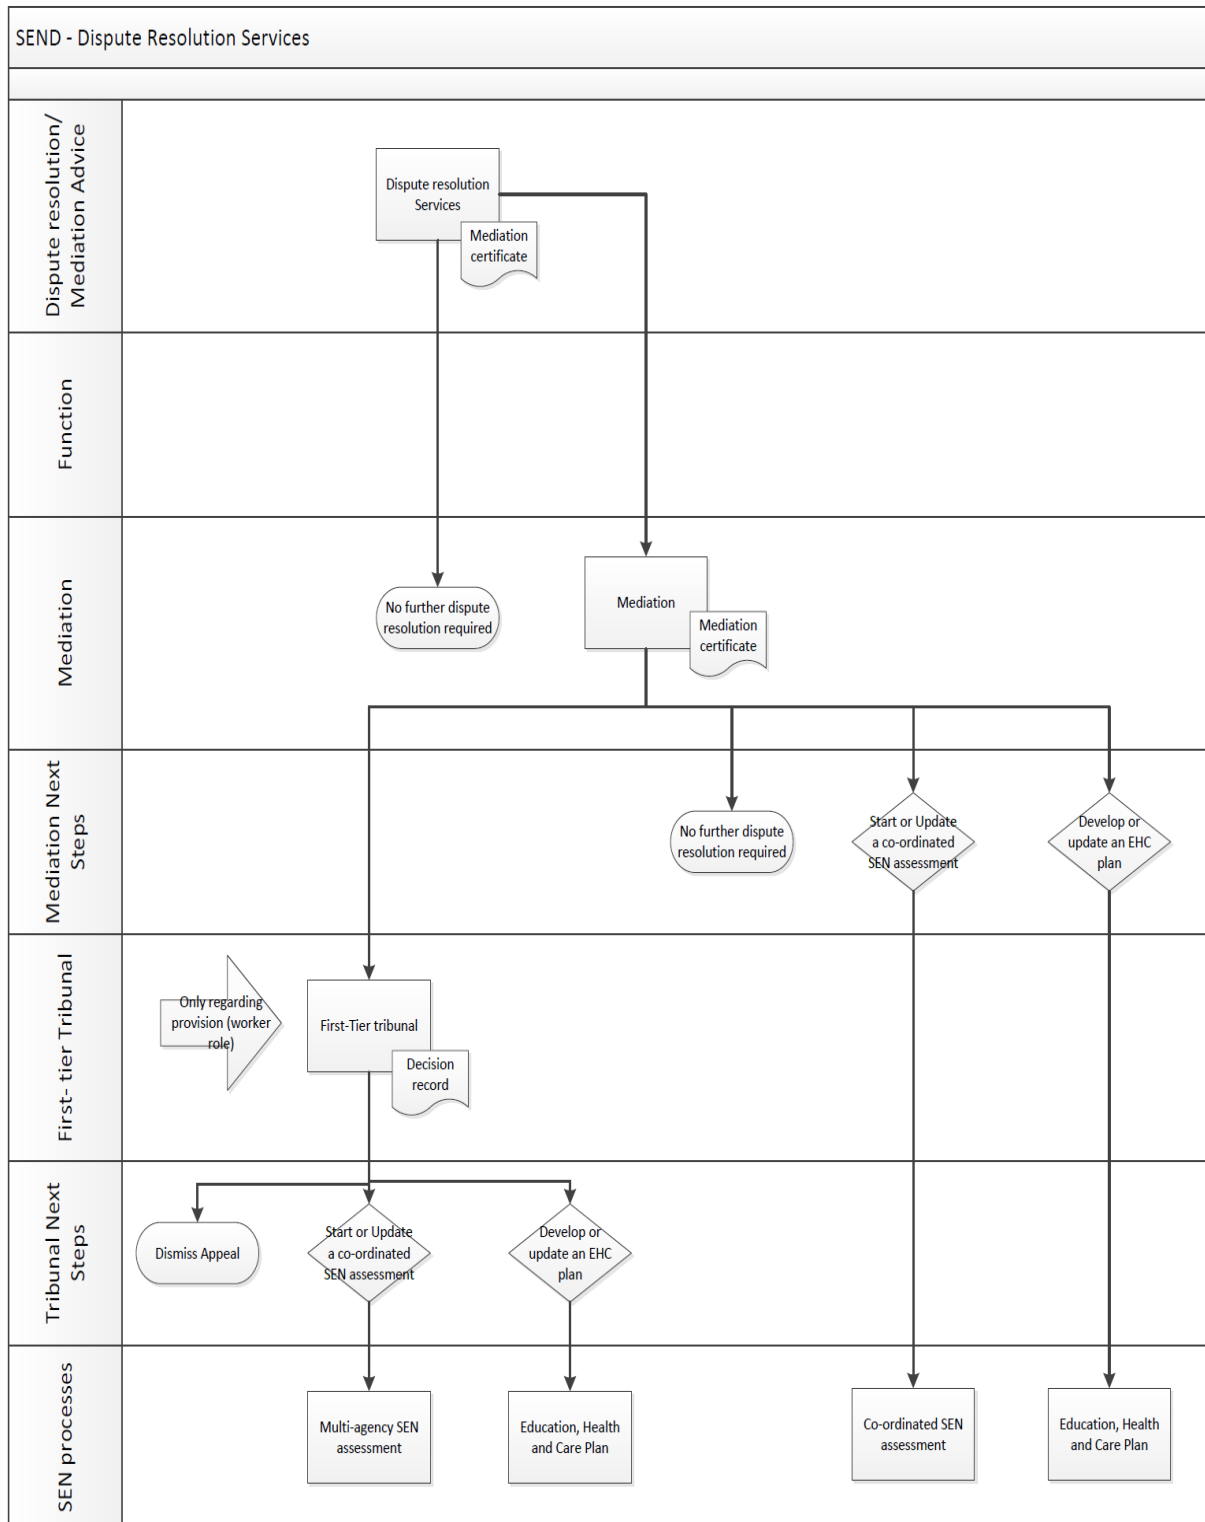 SEND - Dispute Resolution Services
Dispute resolution/
Mediation Advice
Dispute resolution
Services
Mediation
certificate
Function
Mediation
No further dispute
resolution required
Mediation
Mediation
certificate
Mediation Next
Steps
No further dispute
resolution required
Start or Update
a co-ordinated
SEN assessment
Develop or
update an EHC
plan
First- tier Tribunal
Only regarding
provision (worker
role)
First-Tier tribunal
Decision
record
Tribunal Next
Steps
Dismiss Appeal
Start or Update
a co-ordinated
SEN assessment
Develop or
update an EHC
plan
SEN processes
Multi-agency SEN
assessment
Education, Health
and Care Plan
Co-ordinated SEN
assessment
Education, Health
and Care Plan